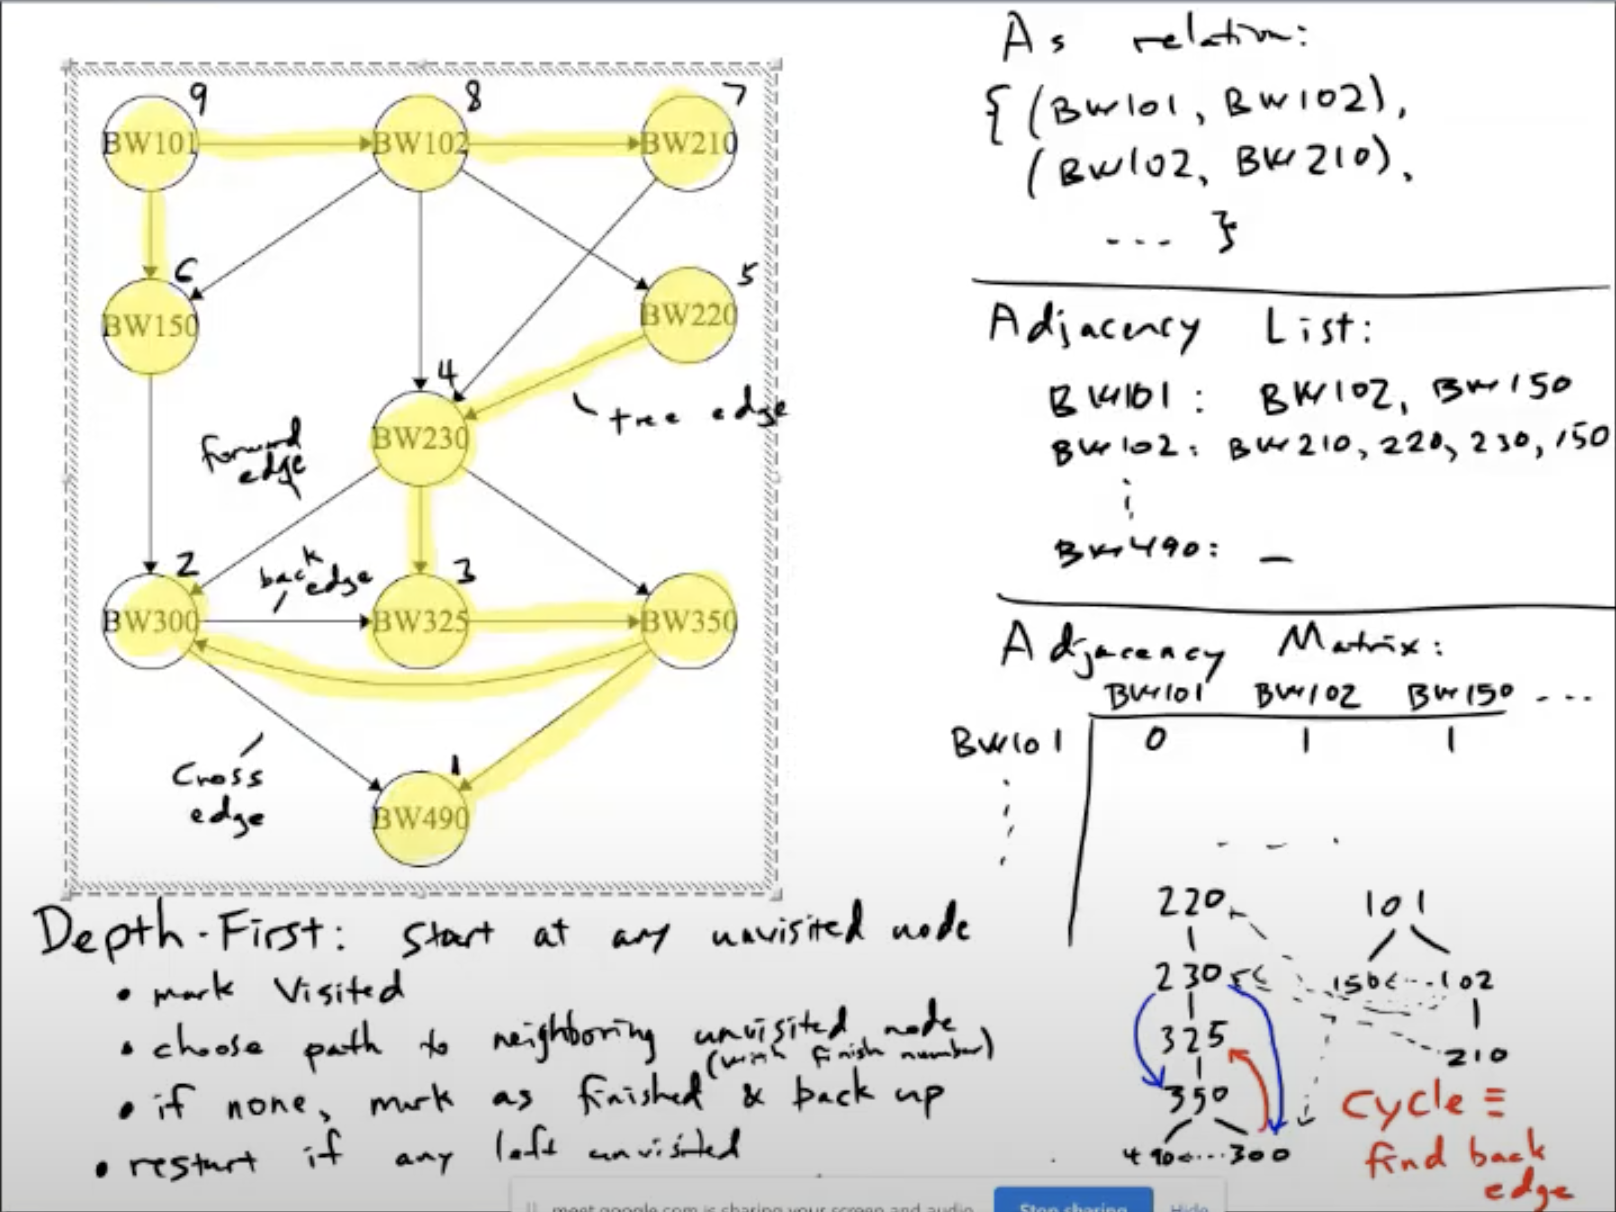 9
8
7
BW101
BW102
BW210
6
5
BW150
BW220
4
tree edge
BW230
forward
edge
2
back
edge
3
BW300
BW325
BW350
Cross
edge
1
BW490
As relation:
{ (BW101, BW102),
(BW102, BW210),
... }
Adjacency List:
BW101: BW102, BW150
BW102: BW210, 220, 230, 150
BW490: —
Adjacency Matrix:
BW101 BW102 BW150 ...
BW101 0 1 1
Depth-First: start at any unvisited node
• mark visited
• choose path to neighboring unvisited node
(with finish number)
• if none, mark as finished & back up
• restart if any left unvisited
220
230
325
350
490 300
101
150 102
210
cycle ≡
find back
edge
meet.google.com is sharing your screen and audio.
Stop sharing
Hide